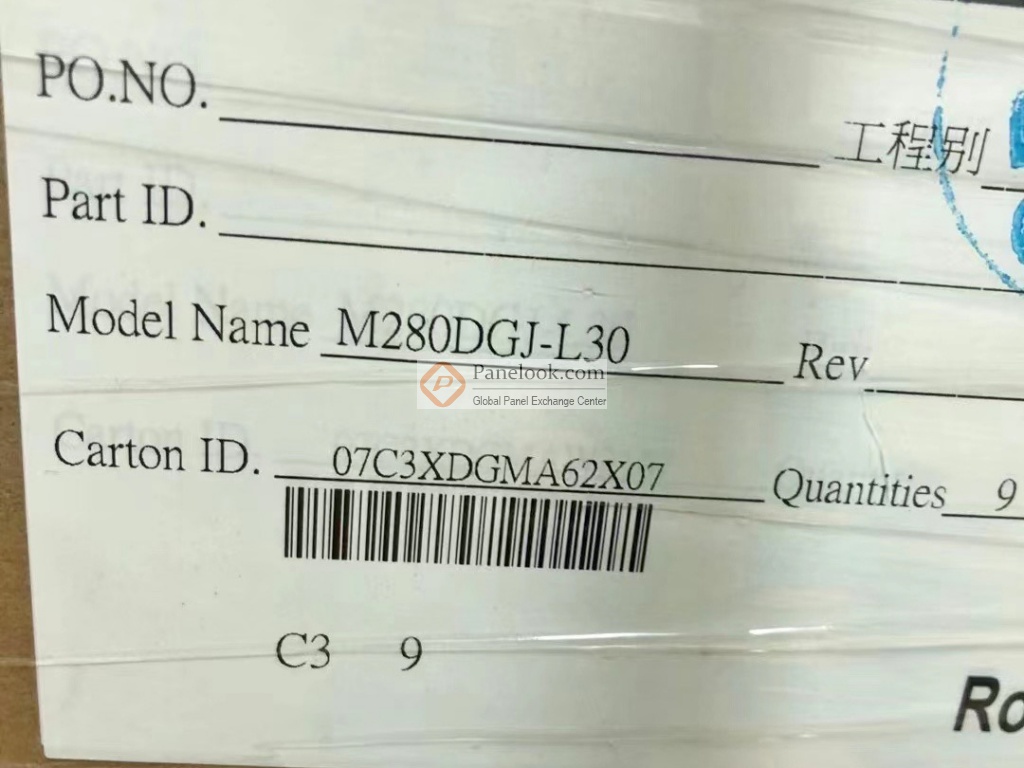 PO.NO. 工程别
Part ID.
Model Name M280DGJ-L30 Rev
Panelook.com
Global Panel Exchange Center
Carton ID. 07C3XDGMA62X07 Quantities 9
C3 9
Ro